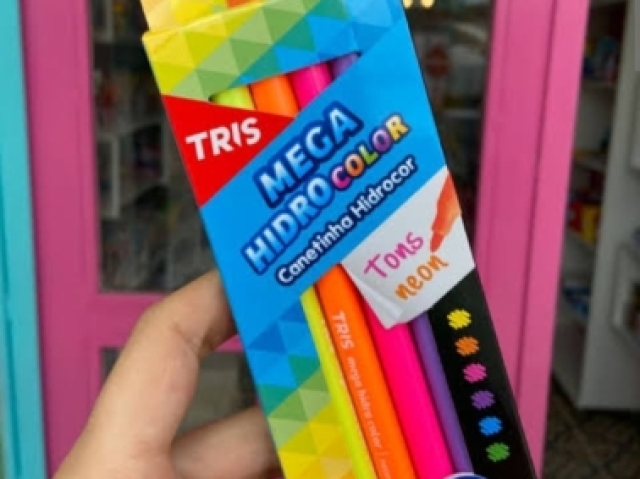 TRIS
MEGA
HIDROCOLOR
Canetinha Hidrocor
Tons
neon
TRIS mega hidro color